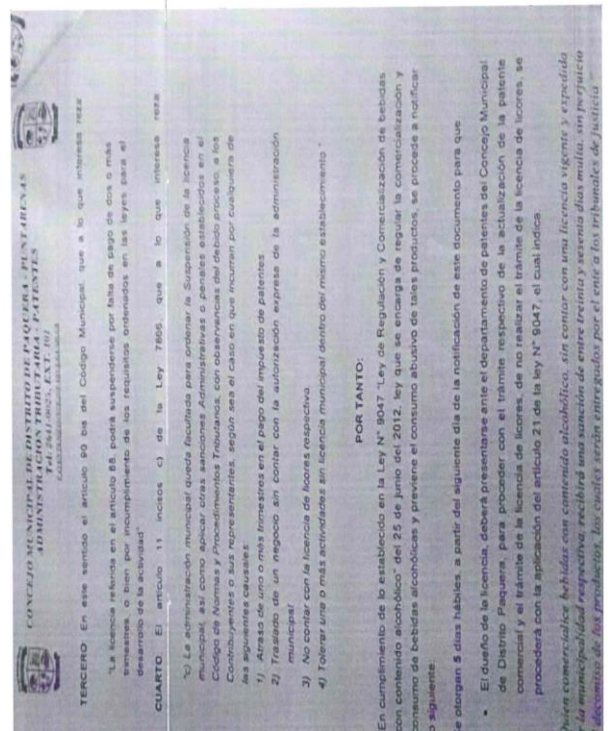 CONCEJO MUNICIPAL DE DISTRITO DE PAQUERA - PUNTARENAS
ADMINISTRACIÓN TRIBUTARIA - PATENTES
Tel: 2641-0025, EXT. 101
TERCERO: En este sentido el artículo 90 bis del Código Municipal, que a lo que interesa reza
"La licencia referida en el artículo 88, podrá suspenderse por falta de pago de dos o más
trimestres, o bien por incumplimiento de los requisitos ordenados en las leyes para el
desarrollo de la actividad"
CUARTO: El artículo 11 incisos c) de la Ley 7866 que a lo que interesa reza
"c) La administración municipal queda facultada para ordenar la Suspensión de la licencia
municipal, así como aplicar otras sanciones Administrativas o penales establecidos en el
Código de Normas y Procedimientos Tributarios, con observancias del debido proceso, a los
Contribuyentes o sus representantes, según sea el caso en que incurran por cualquiera de
las siguientes causales:
1) Atraso de uno o más trimestres en el pago del impuesto de patentes
2) Traslado de un negocio sin contar con la autorización expresa de la administración
municipal
3) No contar con la licencia de licores respectiva.
4) Tolerar una o más actividades sin licencia municipal dentro del mismo establecimiento "
POR TANTO:
En cumplimiento de lo establecido en la Ley N° 9047 "Ley de Regulación y Comercialización de bebidas
con contenido alcohólico" del 25 de junio del 2012, ley que se encarga de regular la comercialización y
consumo de bebidas alcohólicas y previene el consumo abusivo de tales productos, se procede a notificar
lo siguiente
se otorgan 5 días hábiles, a partir del siguiente día de la notificación de este documento para que
• El dueño de la licencia, deberá presentarse ante el departamento de patentes del Concejo Municipal
de Distrito Paquera, para proceder con el trámite respectivo de la actualización de la patente
comercial y el trámite de la licencia de licores, de no realizar el trámite de la licencia de licores, se
procederá con la aplicación del artículo 21 de la ley N° 9047, el cual indica
quien comercialice bebidas con contenido alcohólico, sin contar con una licencia vigente y expedida
r la municipalidad respectiva, recibirá una sanción de entre treinta y sesenta días multa, sin perjuicio
decomiso de los productos, los cuales serán entregados por el ente a los tribunales de justicia "